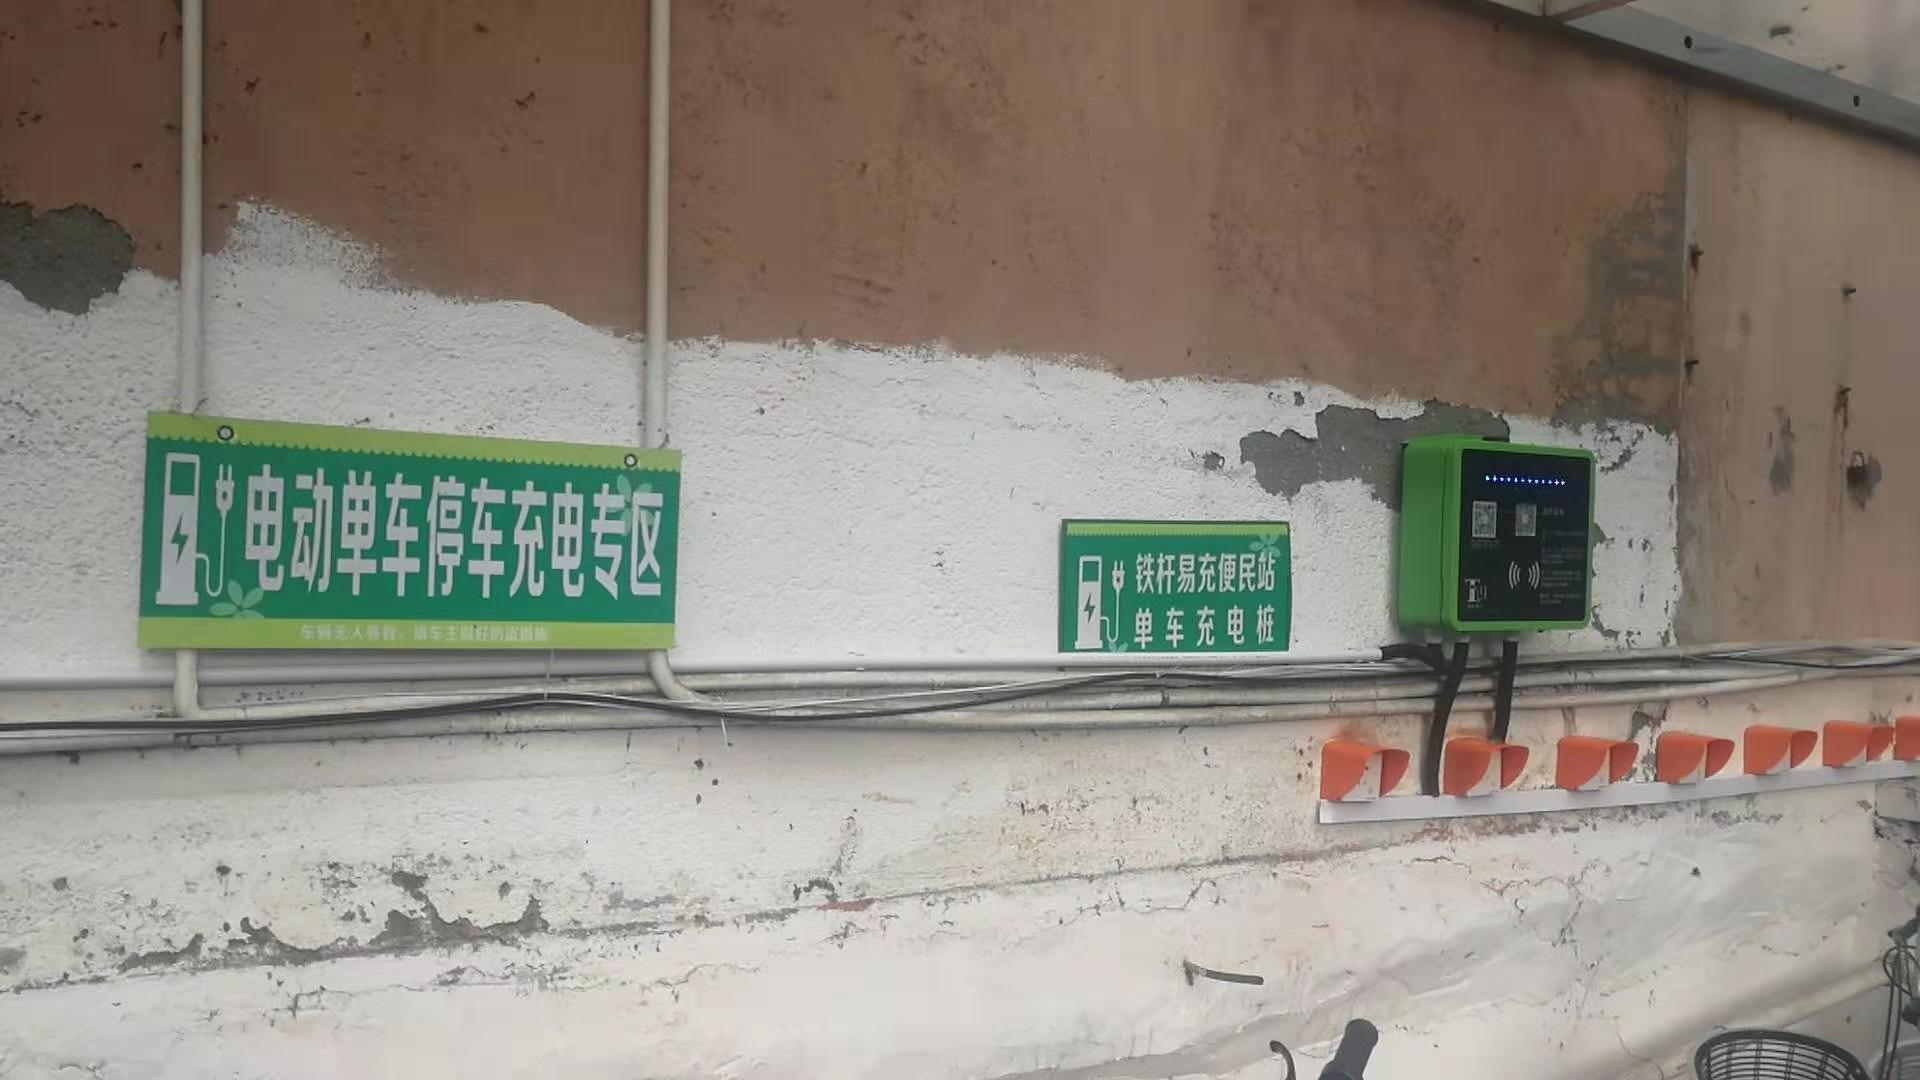 电动单车停车充电专区
车辆无人看管，请车主做好防盗措施
铁杆易充便民站
单车充电桩